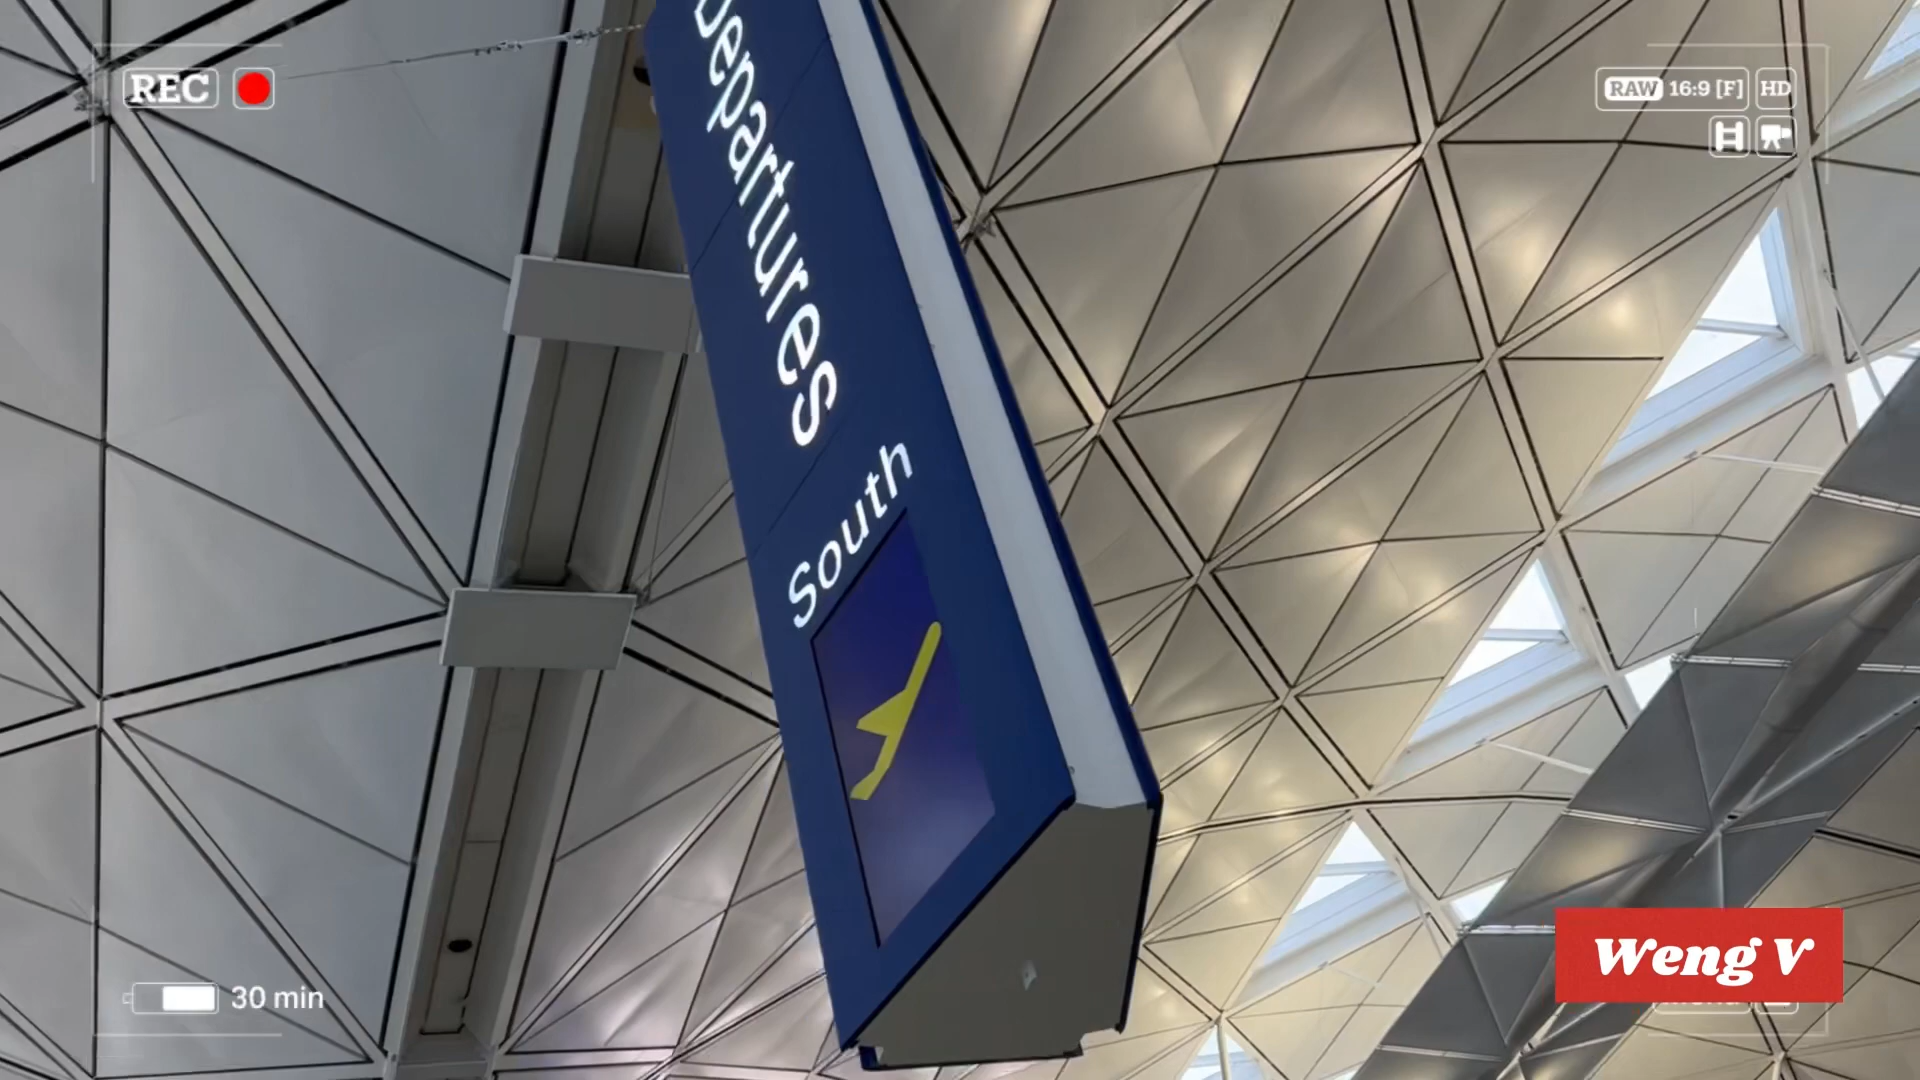 REC
RAW 16:9 [F] HD
Departures
South
30 min
Weng V